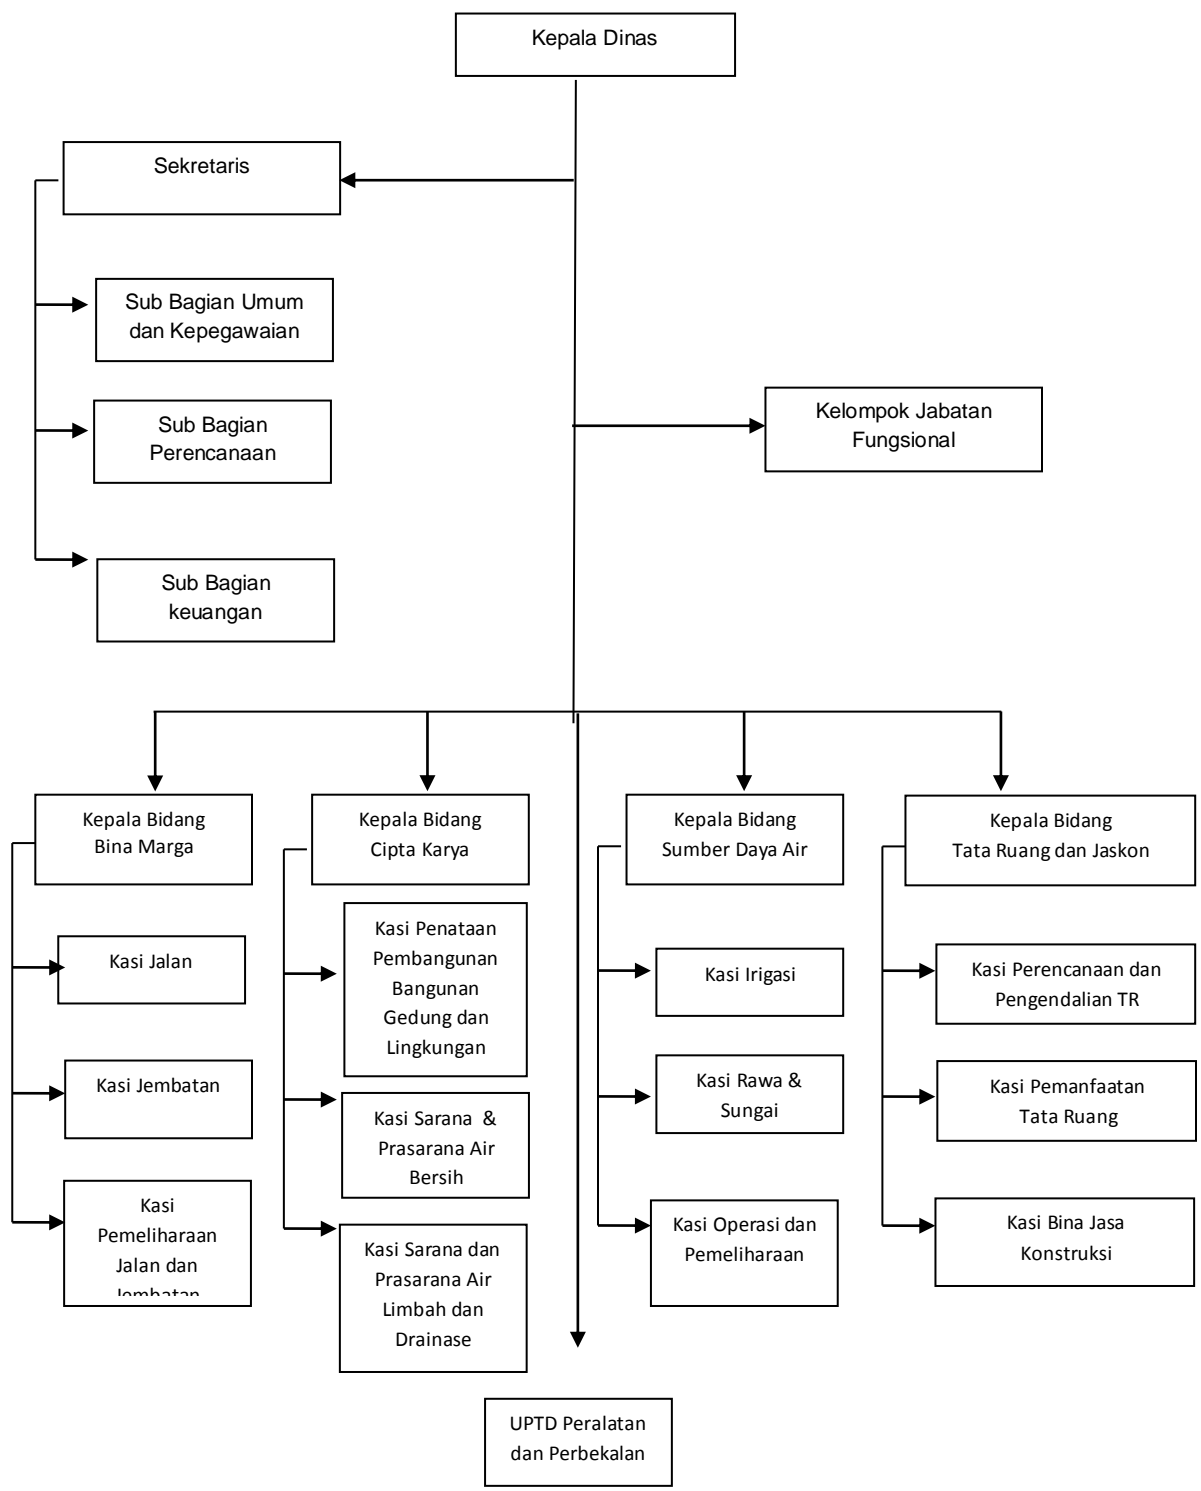 Kepala Dinas
Sekretaris
Sub Bagian Umum
dan Kepegawaian
Sub Bagian
Perencanaan
Kelompok Jabatan
Fungsional
Sub Bagian
keuangan
Kepala Bidang
Bina Marga
Kepala Bidang
Cipta Karya
Kepala Bidang
Sumber Daya Air
Kepala Bidang
Tata Ruang dan Jaskon
Kasi Jalan
Kasi Jembatan
Kasi
Pemeliharaan
Jalan dan
Jembatan
Kasi Penataan
Pembangunan
Bangunan
Gedung dan
Lingkungan
Kasi Sarana  &
Prasarana Air
Bersih
Kasi Sarana dan
Prasarana Air
Limbah dan
Drainase
Kasi Irigasi
Kasi Rawa &
Sungai
Kasi Operasi dan
Pemeliharaan
Kasi Perencanaan dan
Pengendalian TR
Kasi Pemanfaatan
Tata Ruang
Kasi Bina Jasa
Konstruksi
UPTD Peralatan
dan Perbekalan